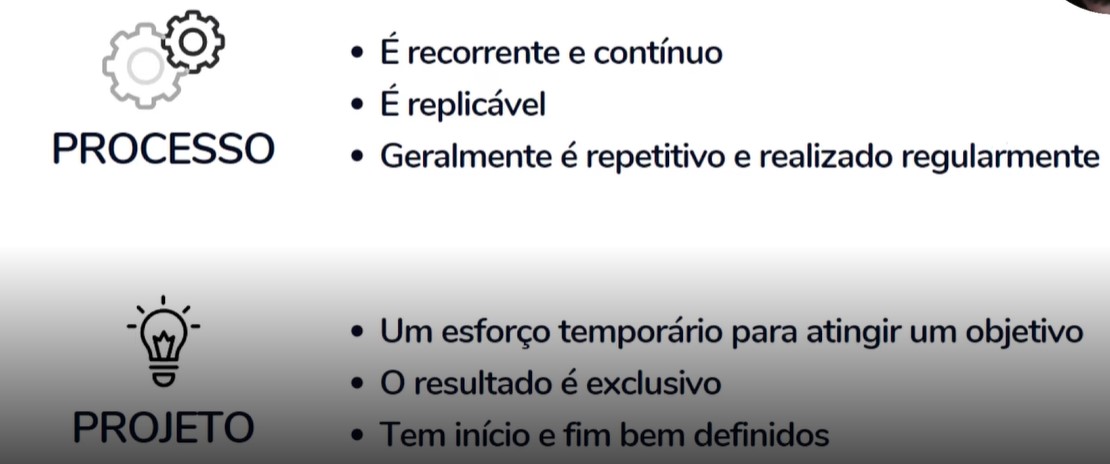 PROCESSO
• É recorrente e contínuo
• É replicável
• Geralmente é repetitivo e realizado regularmente
PROJETO
• Um esforço temporário para atingir um objetivo
• O resultado é exclusivo
• Tem início e fim bem definidos